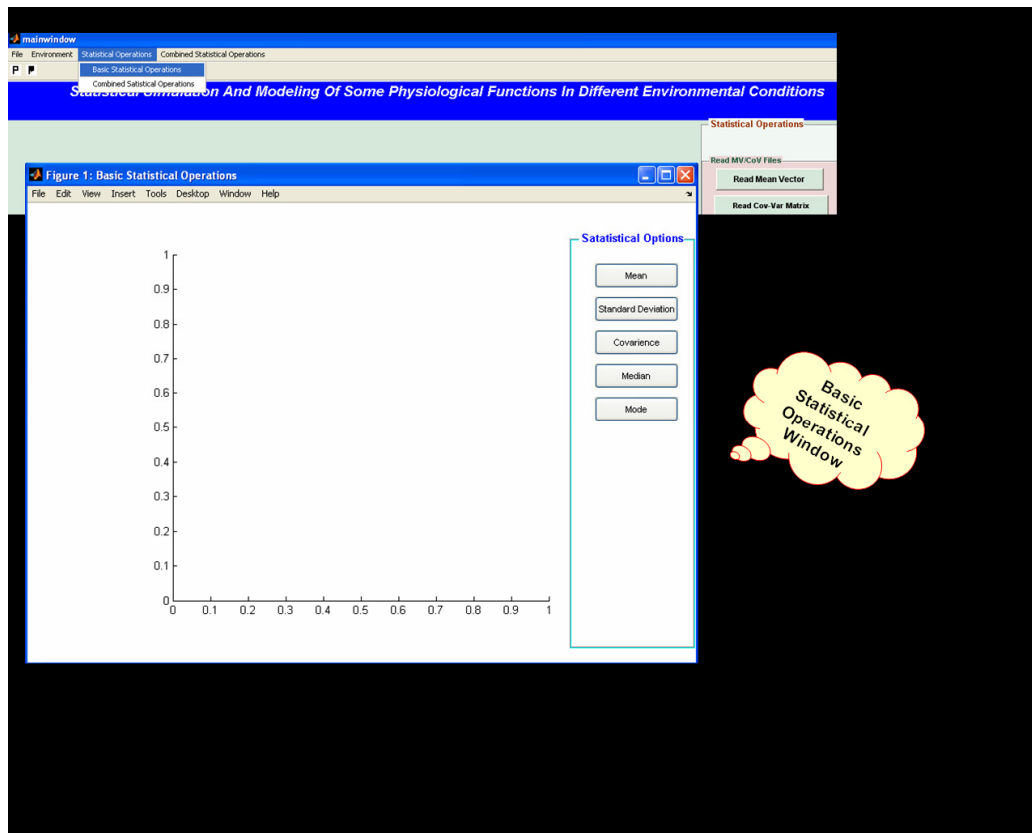 mainwindow
File Environment Statistical Operations Combined Statistical Operations
P P
Basic Statistical Operations
Combined Satistical Operations
Statistical Simulation And Modeling Of Some Physiological Functions In Different Environmental Conditions
Statistical Operations
Read MV/CoV Files
Read Mean Vector
Read Cov-Var Matrix
Figure 1: Basic Statistical Operations
File Edit View Insert Tools Desktop Window Help
1
0.9
0.8
0.7
0.6
0.5
0.4
0.3
0.2
0.1
0
0 0.1 0.2 0.3 0.4 0.5 0.6 0.7 0.8 0.9 1
Satatistical Options
Mean
Standard Deviation
Covarience
Median
Mode
Basic
Statistical
Operations
Window